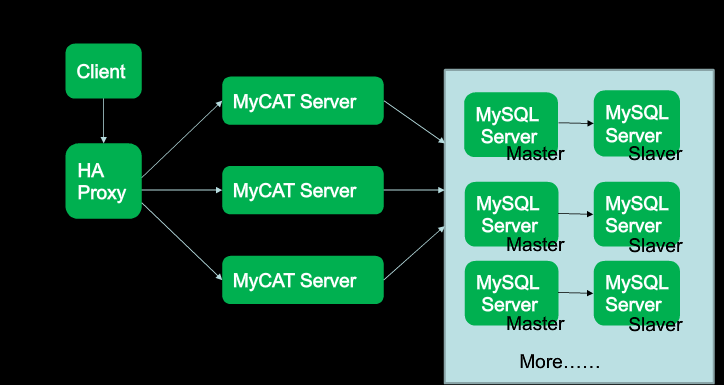 Client
HA
Proxy
MyCAT Server
MyCAT Server
MyCAT Server
MySQL
Server
Master
MySQL
Server
Slaver
MySQL
Server
Master
MySQL
Server
Slaver
MySQL
Server
Master
MySQL
Server
Slaver
More……